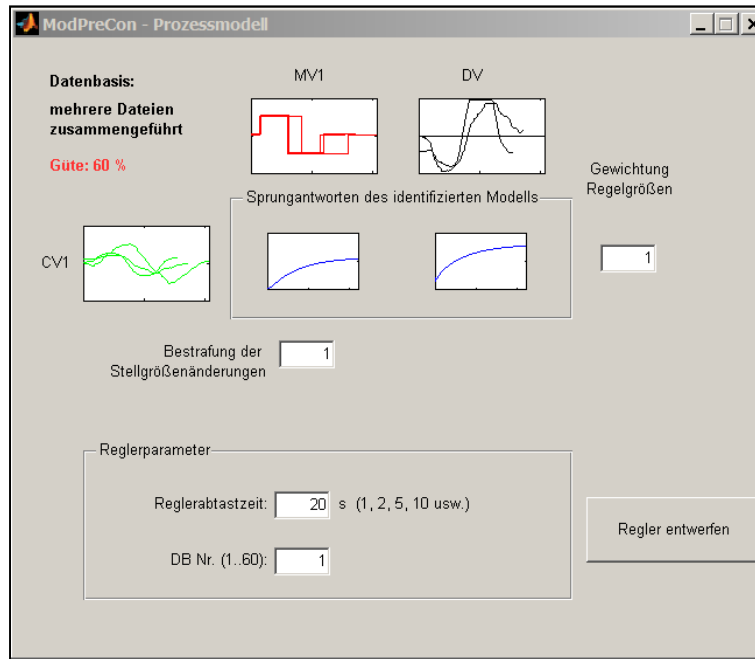 ModPreCon - Prozessmodell
Datenbasis:
mehrere Dateien
zusammengeführt
Güte: 60 %
MV1
DV
Gewichtung
Regelgrößen
1
Sprungantworten des identifizierten Modells
CV1
Bestrafung der
Stellgrößenänderungen
1
Reglerparameter
Reglerabtastzeit: 20 s (1, 2, 5, 10 usw.)
DB Nr. (1..60): 1
Regler entwerfen